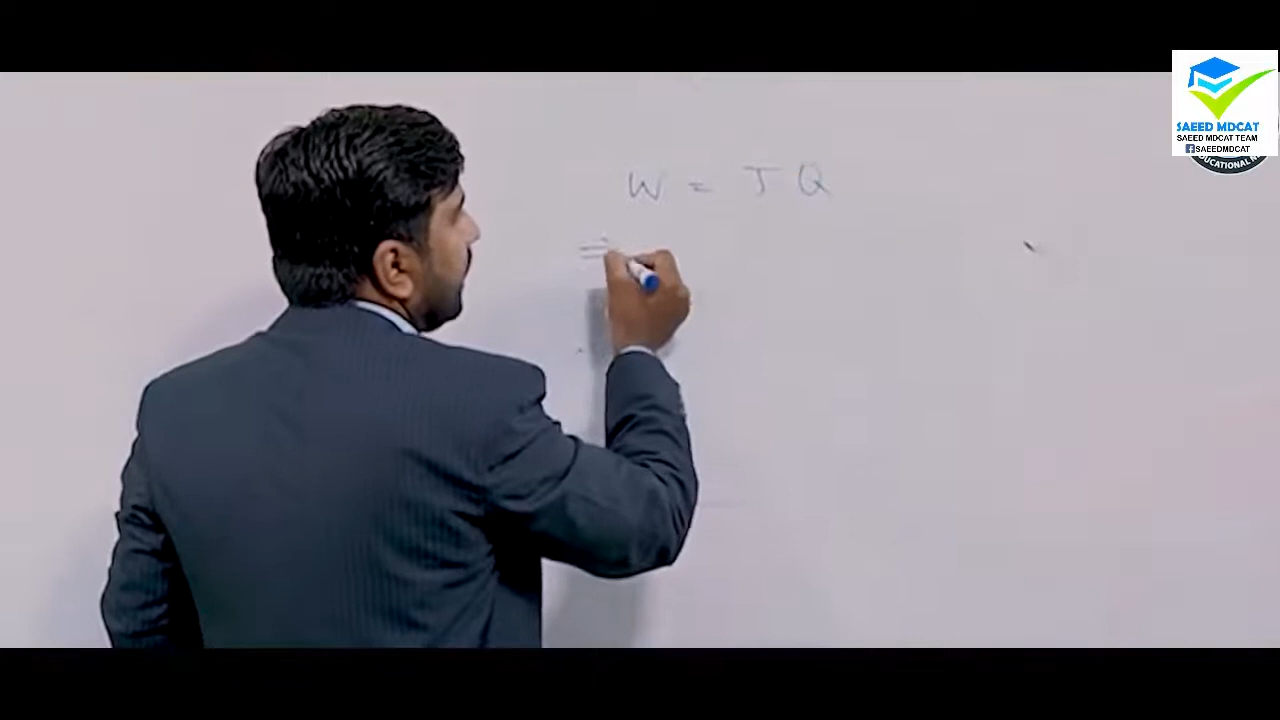 W = J Q
⇒
SAEED MDCAT
SAEED MDCAT TEAM
SAEEDMDCAT